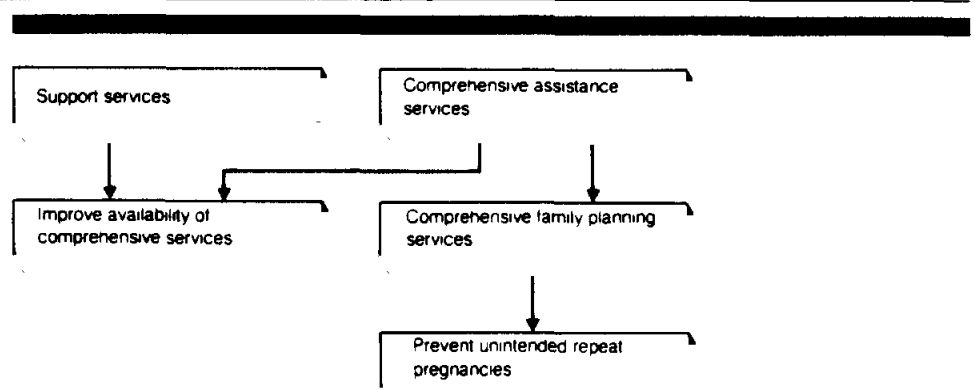 Support services
Comprehensive assistance
services
Improve availability of
comprehensive services
Comprehensive family planning
services
Prevent unintended repeat
pregnancies